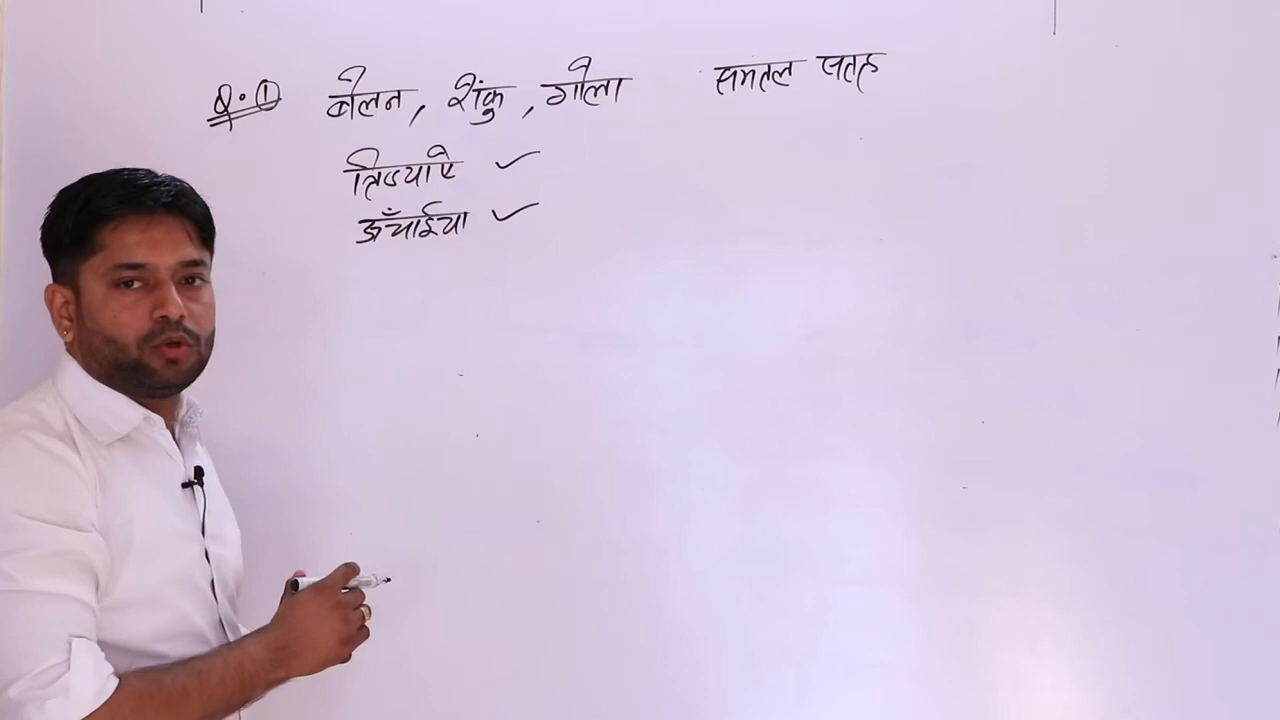 Q.① बेलन, शंकु, गोला समतल सतह
त्रिज्याऐ ✓
ऊँचाईया ✓